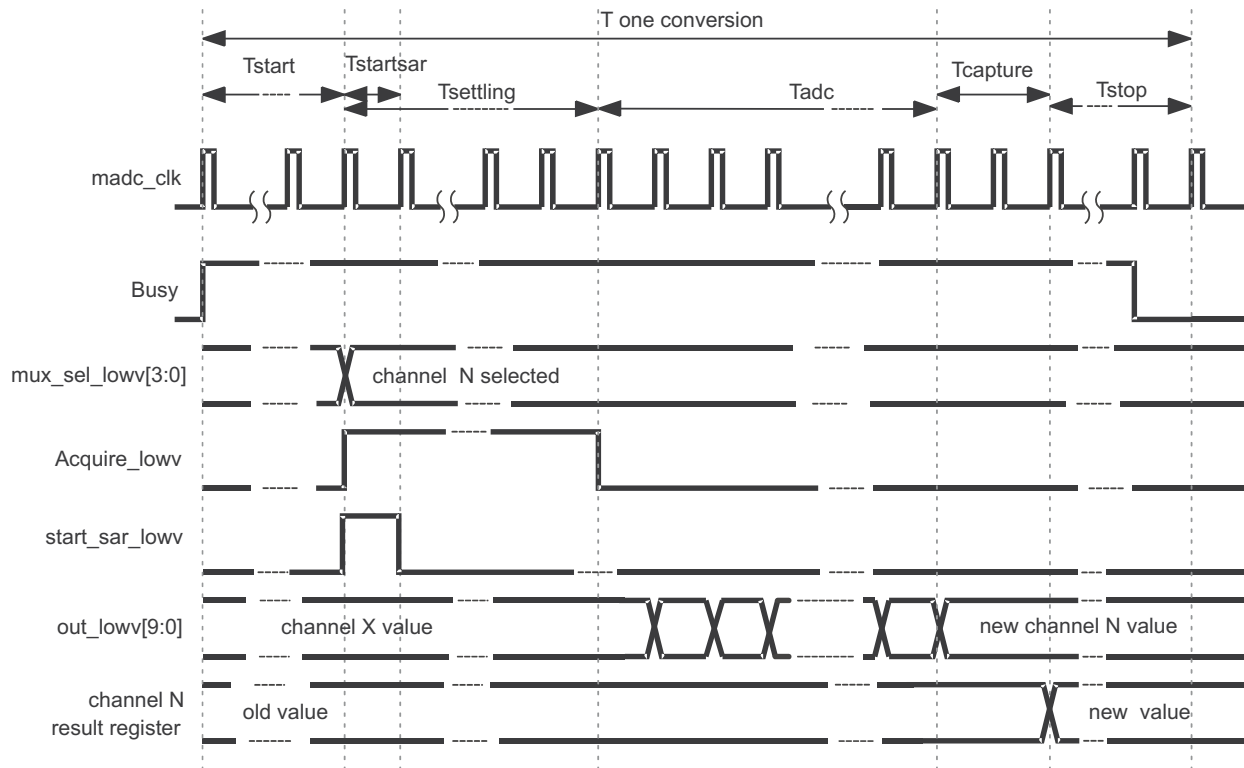 T one conversion
Tstart
Tstartsar
Tsettling
Tadc
Tcapture
Tstop
madc_clk
Busy
mux_sel_lowv[3:0]
channel N selected
Acquire_lowv
start_sar_lowv
out_lowv[9:0]
channel X value
new channel N value
channel N
result register
old value
new value